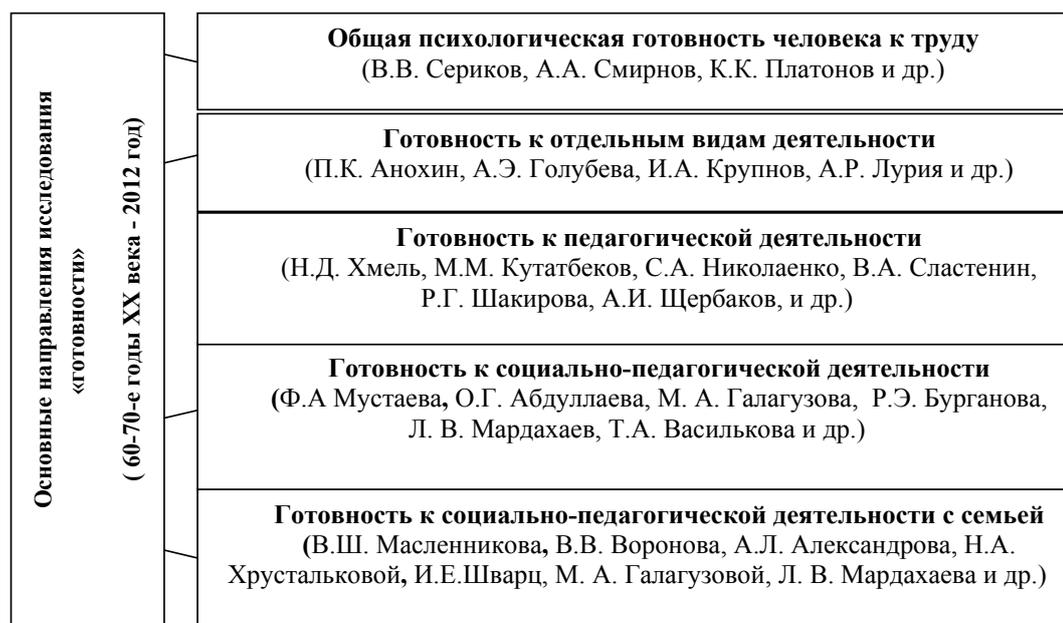 Основные направления исследования
«готовности»
( 60-70-е годы XX века - 2012 год)
Общая психологическая готовность человека к труду
(В.В. Сериков, А.А. Смирнов, К.К. Платонов и др.)
Готовность к отдельным видам деятельности
(П.К. Анохин, А.Э. Голубева, И.А. Крупнов, А.Р. Лурия и др.)
Готовность к педагогической деятельности
(Н.Д. Хмель, М.М. Кутатбеков, С.А. Николаенко, В.А. Сластенин,
Р.Г. Шакирова, А.И. Щербаков, и др.)
Готовность к социально-педагогической деятельности
(Ф.А Мустаева, О.Г. Абдуллаева, М. А. Галагузова, Р.Э. Бурганова,
Л. В. Мардахаев, Т.А. Василькова и др.)
Готовность к социально-педагогической деятельности с семьей
(В.Ш. Масленникова, В.В. Воронова, А.Л. Александрова, Н.А.
Хрустальковой, И.Е.Шварц, М. А. Галагузовой, Л. В. Мардахаева и др.)